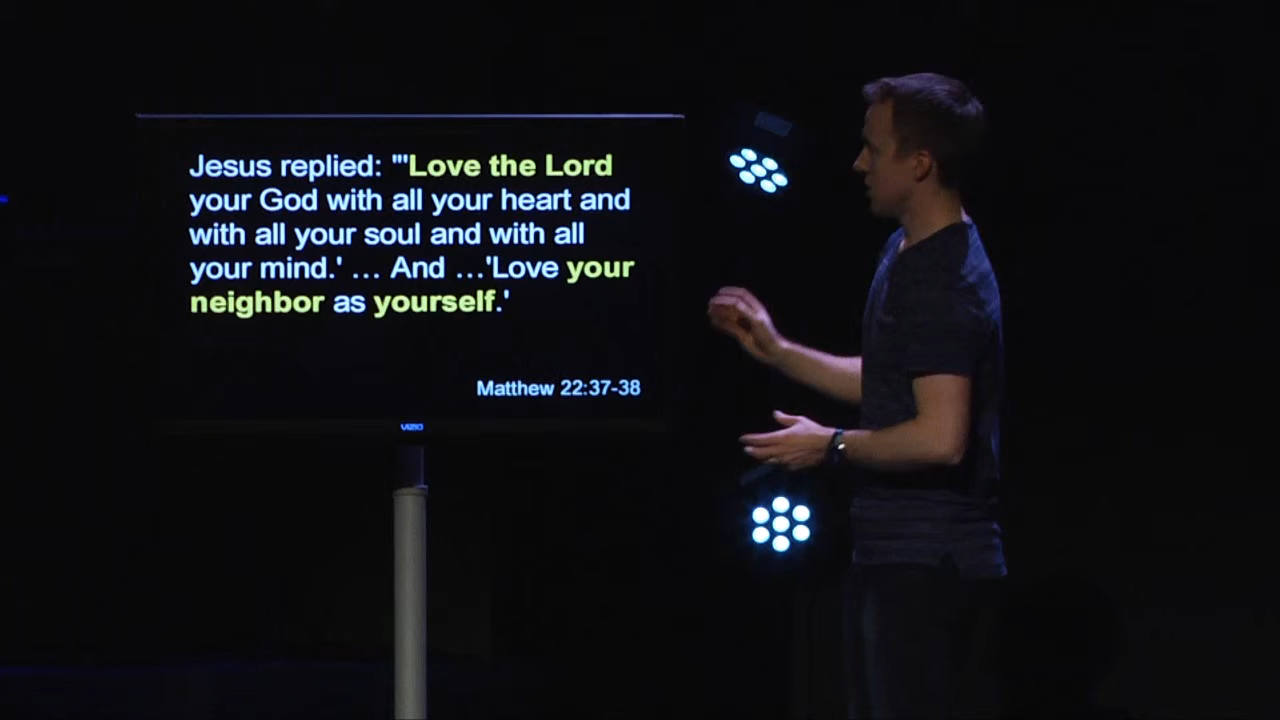 Jesus replied: "'Love the Lord
your God with all your heart and
with all your soul and with all
your mind.' … And …'Love your
neighbor as yourself.'
Matthew 22:37-38
VIZIO